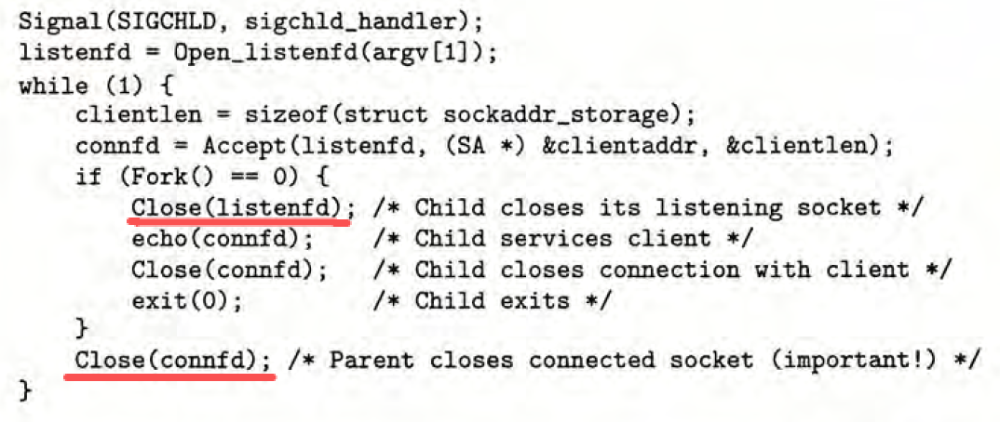 Signal(SIGCHLD, sigchld_handler);
listenfd = Open_listenfd(argv[1]);
while (1) {
    clientlen = sizeof(struct sockaddr_storage);
    connfd = Accept(listenfd, (SA *) &clientaddr, &clientlen);
    if (Fork() == 0) {
        Close(listenfd); /* Child closes its listening socket */
        echo(connfd);    /* Child services client */
        Close(connfd);   /* Child closes connection with client */
        exit(0);         /* Child exits */
    }
    Close(connfd); /* Parent closes connected socket (important!) */
}